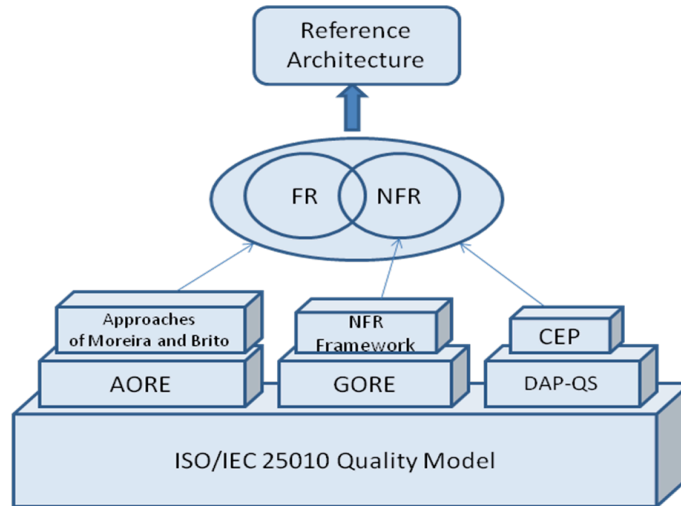 Reference
Architecture
FR
NFR
Approaches
of Moreira and Brito
NFR
Framework
CEP
AORE
GORE
DAP-QS
ISO/IEC 25010 Quality Model